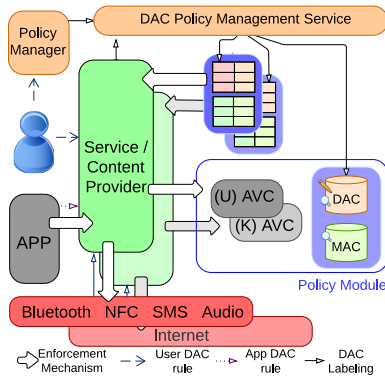 DAC Policy Management Service
Policy
Manager
Service /
Content
Provider
(U) AVC
(K) AVC
DAC
MAC
APP
Policy Module
Bluetooth NFC SMS Audio
Internet
Enforcement
Mechanism
User DAC
rule
App DAC
rule
DAC
Labeling